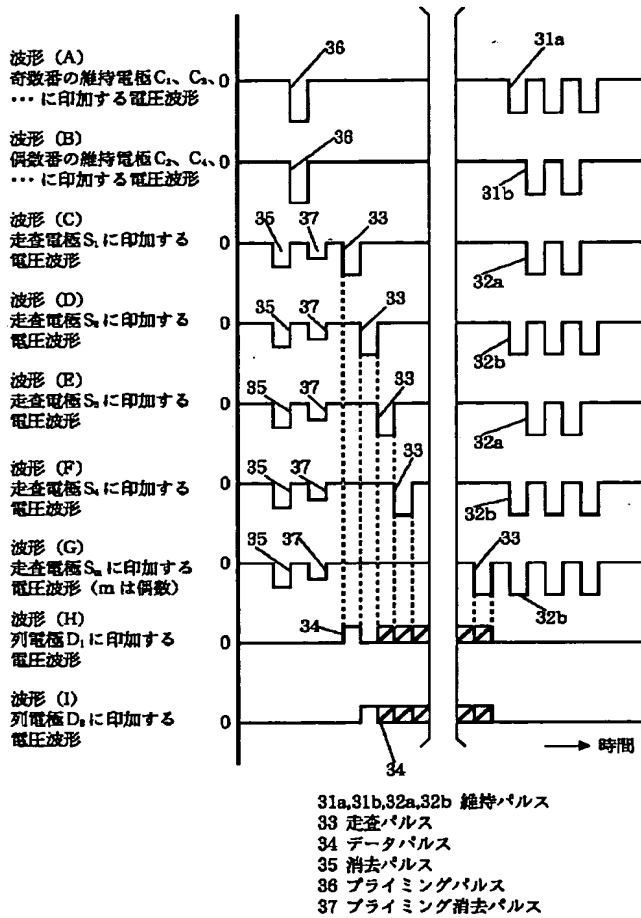 波形 (A)
奇数番の維持電極C₁、C₃、
…に印加する電圧波形
0
36
31a
波形 (B)
偶数番の維持電極C₂、C₄、
…に印加する電圧波形
0
36
31b
波形 (C)
走査電極S₁に印加する
電圧波形
0
35
37
33
32a
波形 (D)
走査電極S₂に印加する
電圧波形
0
35
37
33
32b
波形 (E)
走査電極S₃に印加する
電圧波形
0
35
37
33
32a
波形 (F)
走査電極S₄に印加する
電圧波形
0
35
37
33
32b
波形 (G)
走査電極Sₘに印加する
電圧波形 (mは偶数)
0
35
37
33
32b
波形 (H)
列電極D₁に印加する
電圧波形
0
34
波形 (I)
列電極D₂に印加する
電圧波形
0
34
時間
31a,31b,32a,32b 維持パルス
33 走査パルス
34 データパルス
35 消去パルス
36 プライミングパルス
37 プライミング消去パルス